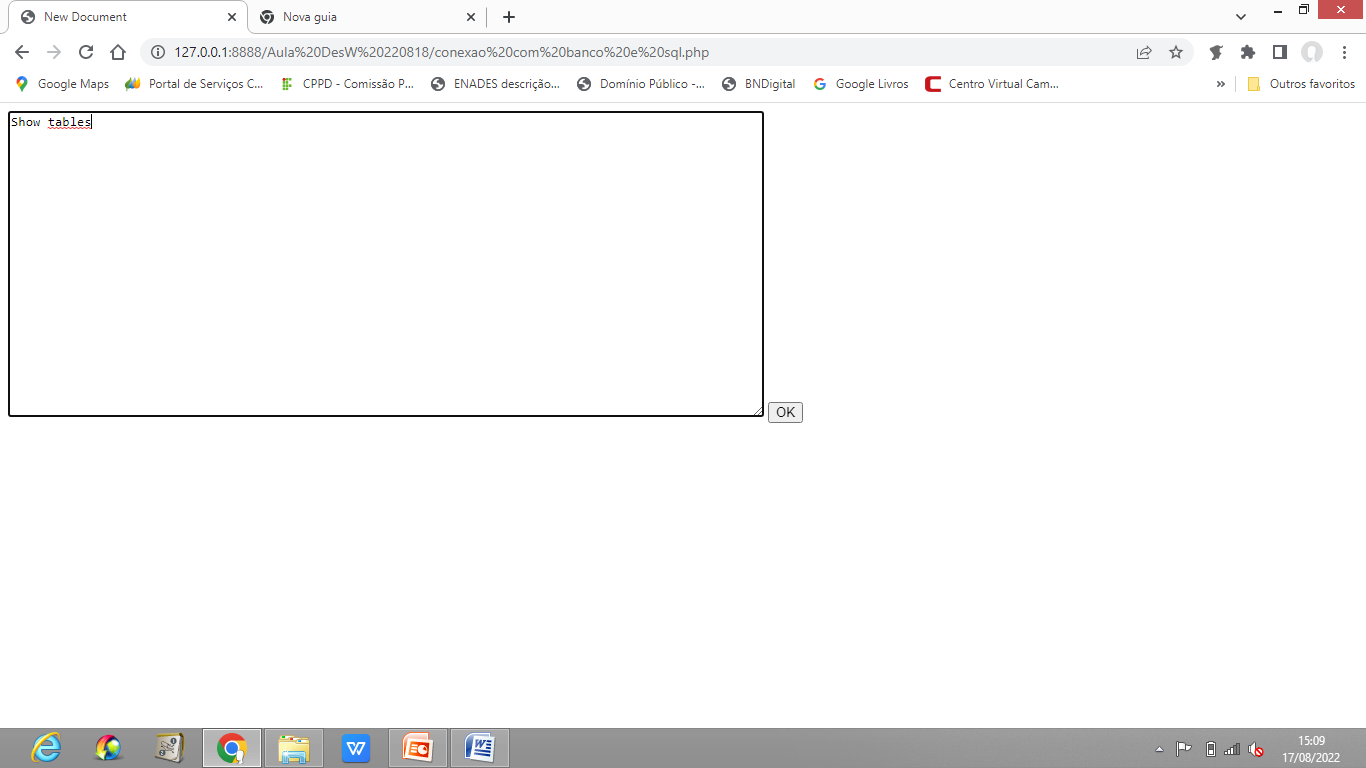 New Document
Nova guia
127.0.0.1:8888/Aula%20DesW%20220818/conexao%20com%20banco%20e%20sql.php
Google Maps
Portal de Serviços C...
CPPD - Comissão P...
ENADES descrição...
Domínio Público -...
BNDigital
Google Livros
Centro Virtual Cam...
»
Outros favoritos
Show tables
OK
15:09
17/08/2022